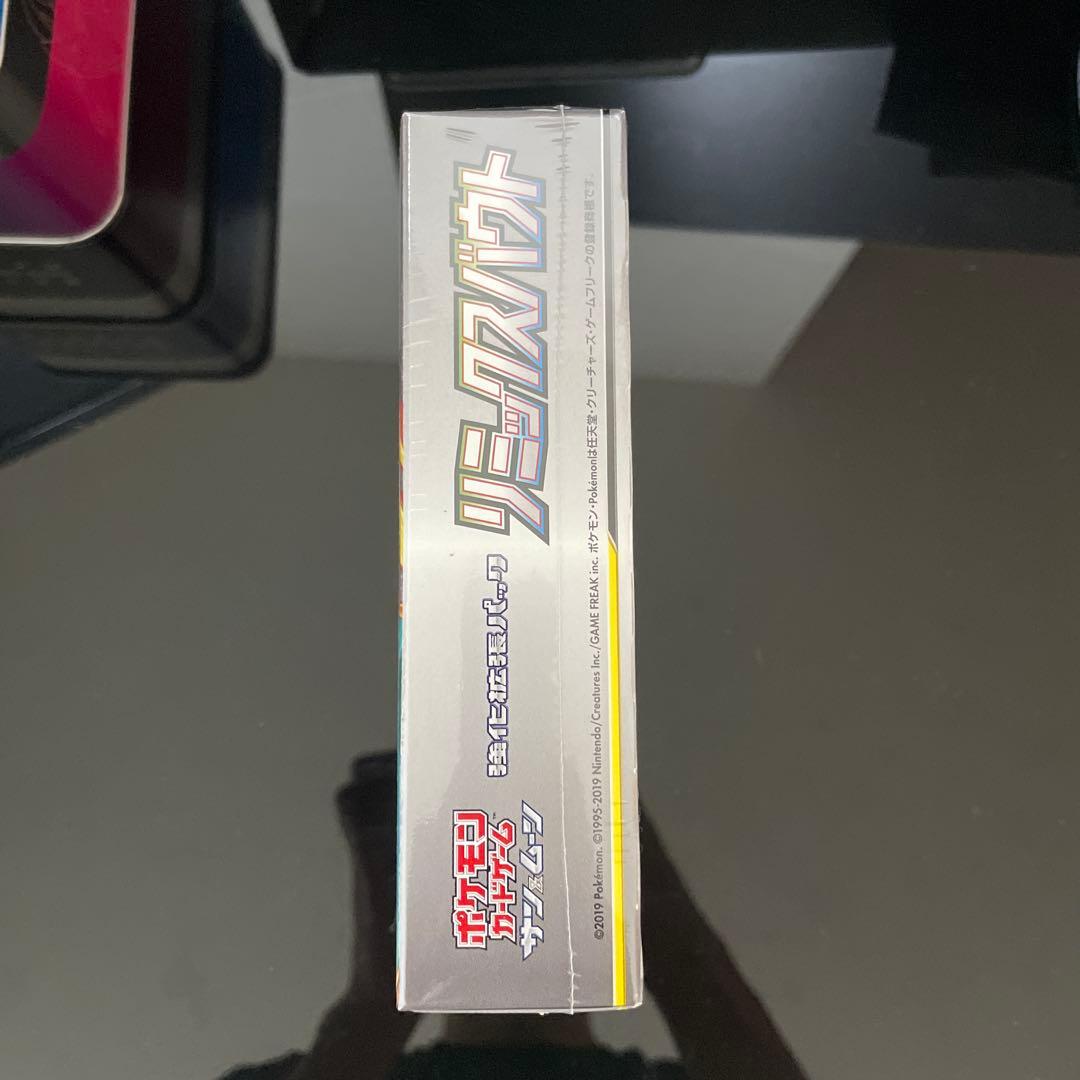 ポケモン
カードゲーム™
サン&ムーン
強化拡張パック
リミックスバウト
©2019 Pokémon. ©1995-2019 Nintendo/Creatures Inc./GAME FREAK inc. ポケモン・Pokémonは任天堂・クリーチャーズ・ゲームフリークの登録商標です。